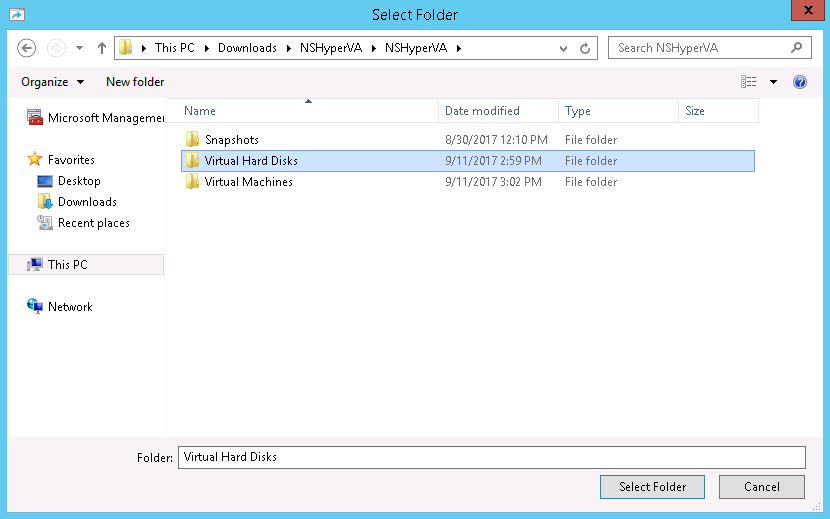 Select Folder
This PC Downloads NSHyperVA NSHyperVA
Search NSHyperVA
Organize New folder
Name Date modified Type Size
Microsoft Managemer
Favorites
Desktop
Downloads
Recent places
This PC
Network
Snapshots 8/30/2017 12:10 PM File folder
Virtual Hard Disks 9/11/2017 2:59 PM File folder
Virtual Machines 9/11/2017 3:02 PM File folder
Folder: Virtual Hard Disks
Select Folder Cancel